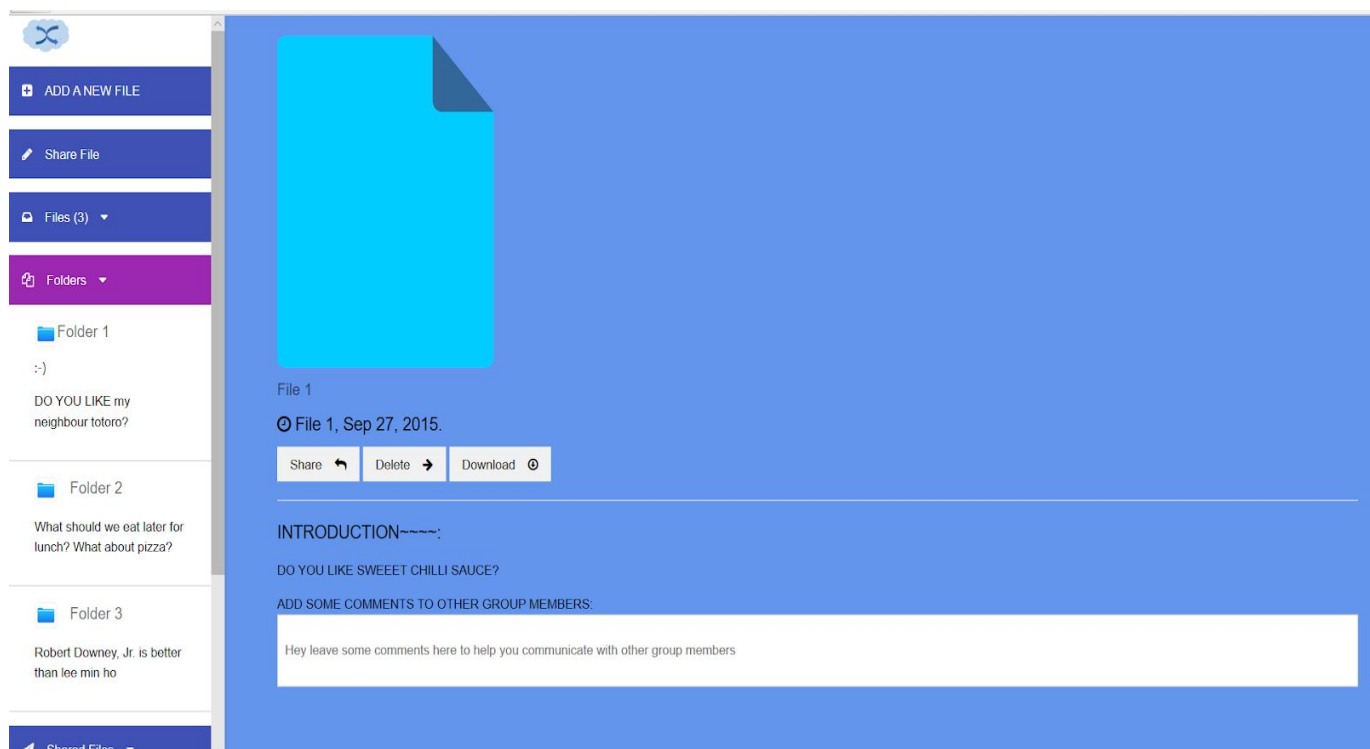 ADD A NEW FILE
Share File
Files (3)
Folders
Folder 1
:-)
DO YOU LIKE my
neighbour totoro?
Folder 2
What should we eat later for
lunch? What about pizza?
Folder 3
Robert Downey, Jr. is better
than lee min ho
Shared Files
File 1
File 1, Sep 27, 2015.
Share
Delete
Download
INTRODUCTION~~~~:
DO YOU LIKE SWEEET CHILLI SAUCE?
ADD SOME COMMENTS TO OTHER GROUP MEMBERS:
Hey leave some comments here to help you communicate with other group members